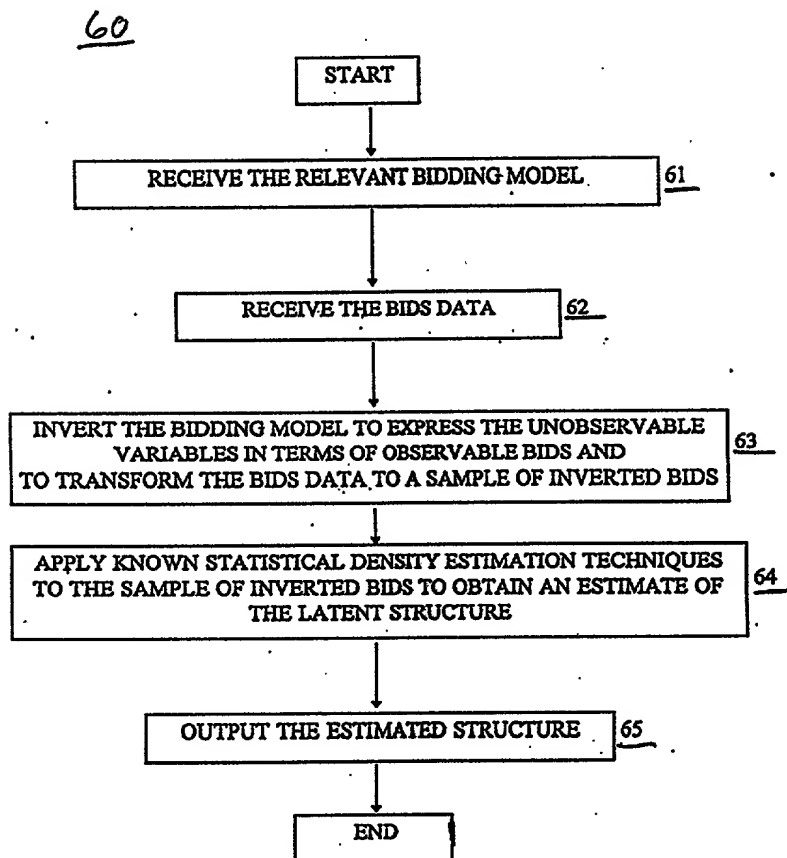 60
START
RECEIVE THE RELEVANT BIDDING MODEL
61
RECEIVE THE BIDS DATA
62
INVERT THE BIDDING MODEL TO EXPRESS THE UNOBSERVABLE
VARIABLES IN TERMS OF OBSERVABLE BIDS AND
TO TRANSFORM THE BIDS DATA TO A SAMPLE OF INVERTED BIDS
63
APPLY KNOWN STATISTICAL DENSITY ESTIMATION TECHNIQUES
TO THE SAMPLE OF INVERTED BIDS TO OBTAIN AN ESTIMATE OF
THE LATENT STRUCTURE
64
OUTPUT THE ESTIMATED STRUCTURE
65
END